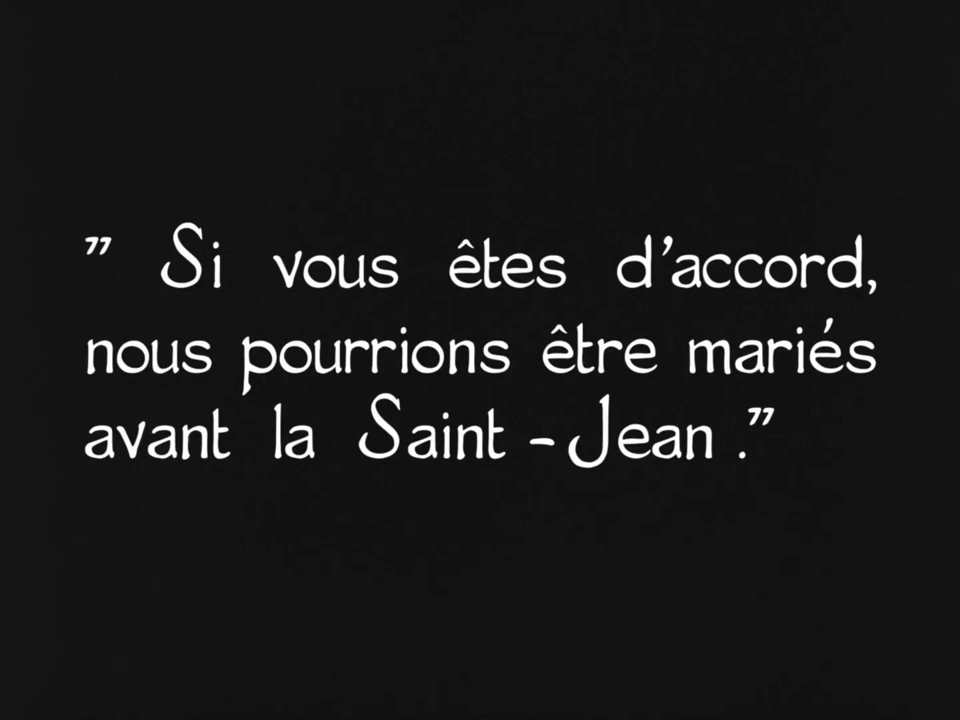 " Si vous êtes d'accord,
nous pourrions être mariés
avant la Saint-Jean."